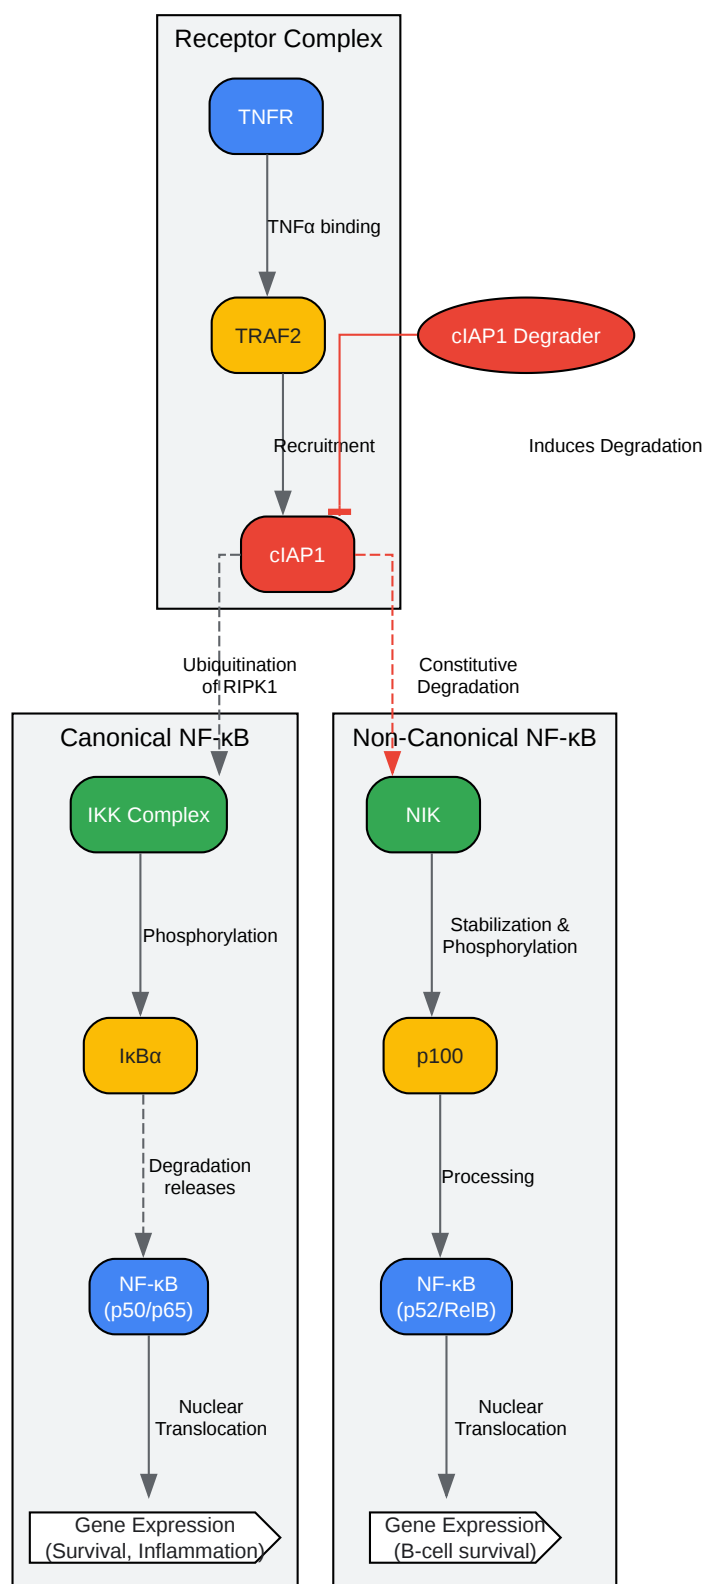 Receptor Complex
TNFR
TNFα binding
TRAF2
cIAP1 Degrader
Recruitment
Induces Degradation
cIAP1
Ubiquitination
of RIPK1
Constitutive
Degradation
Canonical NF-κB
Non-Canonical NF-κB
IKK Complex
NIK
Phosphorylation
Stabilization &
Phosphorylation
IκBα
p100
Degradation
releases
Processing
NF-κB
(p50/p65)
NF-κB
(p52/RelB)
Nuclear
Translocation
Nuclear
Translocation
Gene Expression
(Survival, Inflammation)
Gene Expression
(B-cell survival)